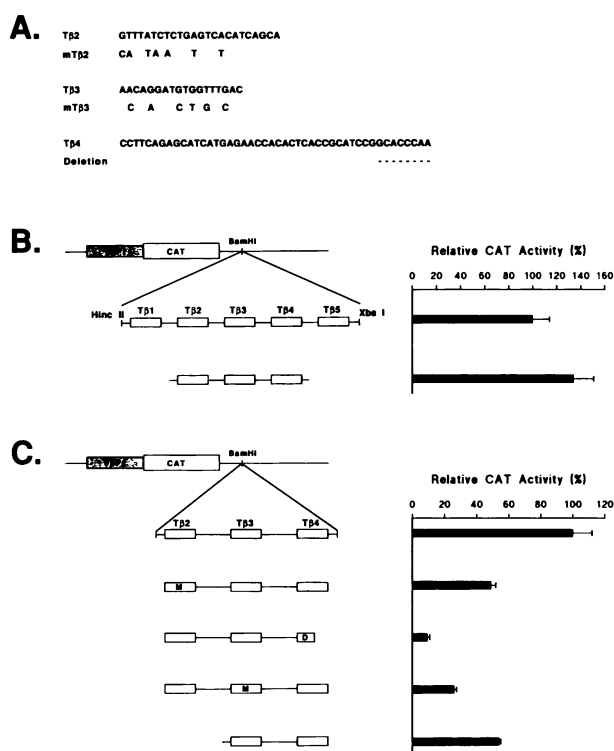 A.
Tβ2 GTTTATCTCTGAGTCACATCAGCA
mTβ2 CA TA A T T
Tβ3 AACAGGATGTGGTTTGAC
mTβ3 C A C T G C
Tβ4 CCTTCAGAGCATCATGAGAACCACACTCACCGCATCCGGCACCCAA
Deletion --------
B.
CAT BamHI
Relative CAT Activity (%)
0 20 40 60 80 100 120 140 160
Hinc II Tβ1 Tβ2 Tβ3 Tβ4 Tβ5 Xba I
C.
CAT BamHI
Relative CAT Activity (%)
0 20 40 60 80 100 120
Tβ2 Tβ3 Tβ4
M
D
M